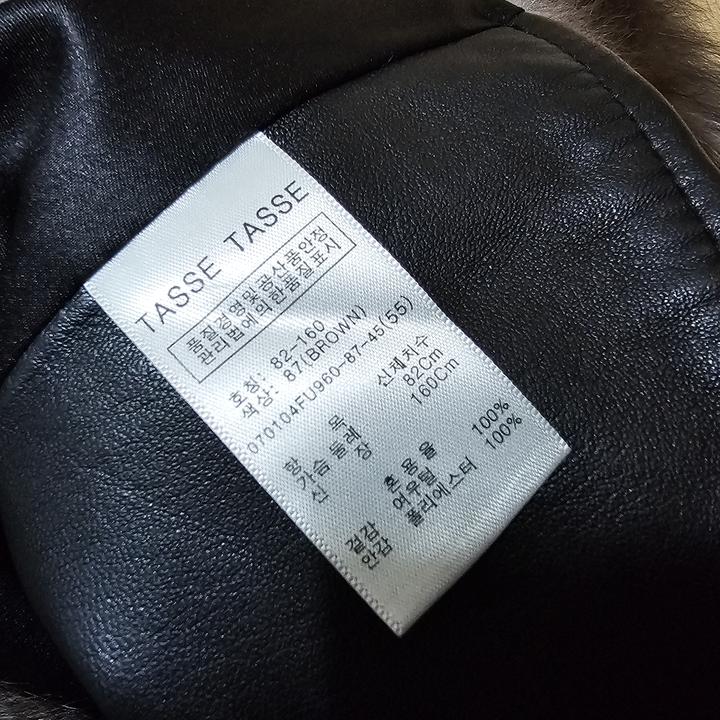 TASSE TASSE
품질경영및공산품안정
관리법에의한품질표시
호칭: 82-160
색상: 87(BROWN)
070104FU960-87-45(55)
항 목 신체치수
가슴 둘레 82Cm
신 장 160Cm
혼 용 율
겉감 여우털 100%
안감 폴리에스터 100%